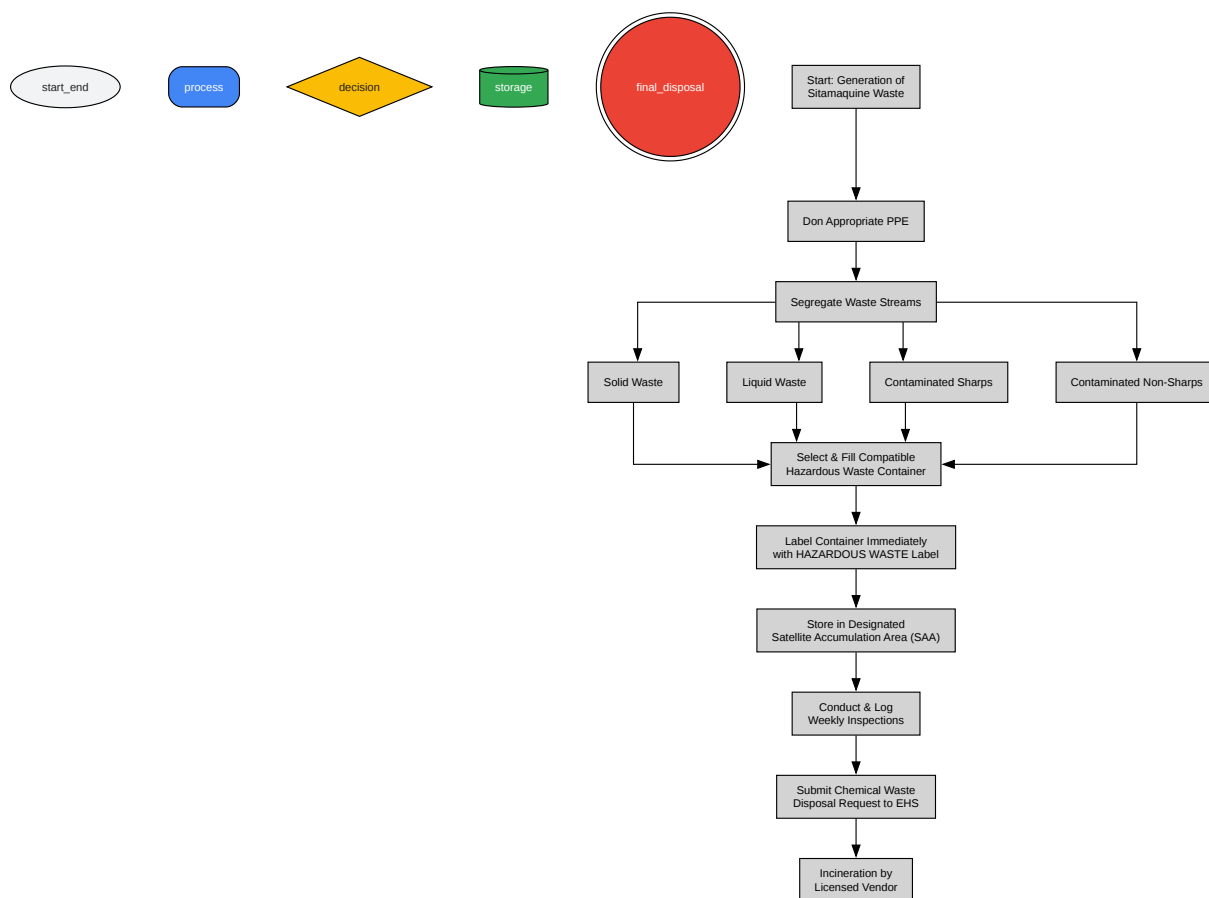 start_end
process
decision
storage
final_disposal
Start: Generation of
Sitamaquine Waste
Don Appropriate PPE
Segregate Waste Streams
Solid Waste
Liquid Waste
Contaminated Sharps
Contaminated Non-Sharps
Select & Fill Compatible
Hazardous Waste Container
Label Container Immediately
with HAZARDOUS WASTE Label
Store in Designated
Satellite Accumulation Area (SAA)
Conduct & Log
Weekly Inspections
Submit Chemical Waste
Disposal Request to EHS
Incineration by
Licensed Vendor